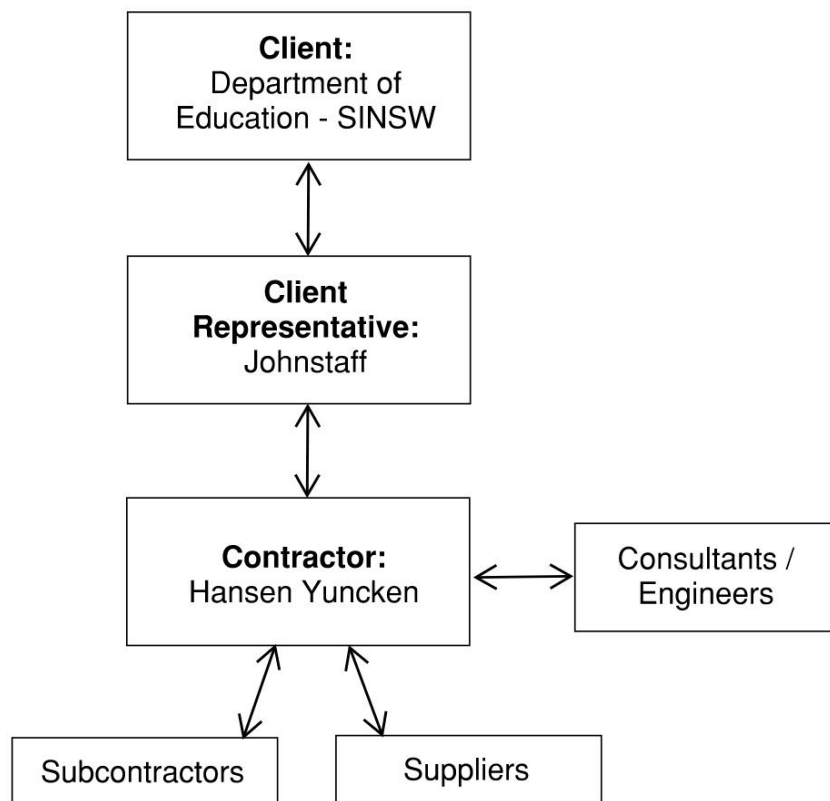 Client:
Department of
Education - SINSW
Client
Representative:
Johnstaff
Contractor:
Hansen Yuncken
Consultants /
Engineers
Subcontractors
Suppliers